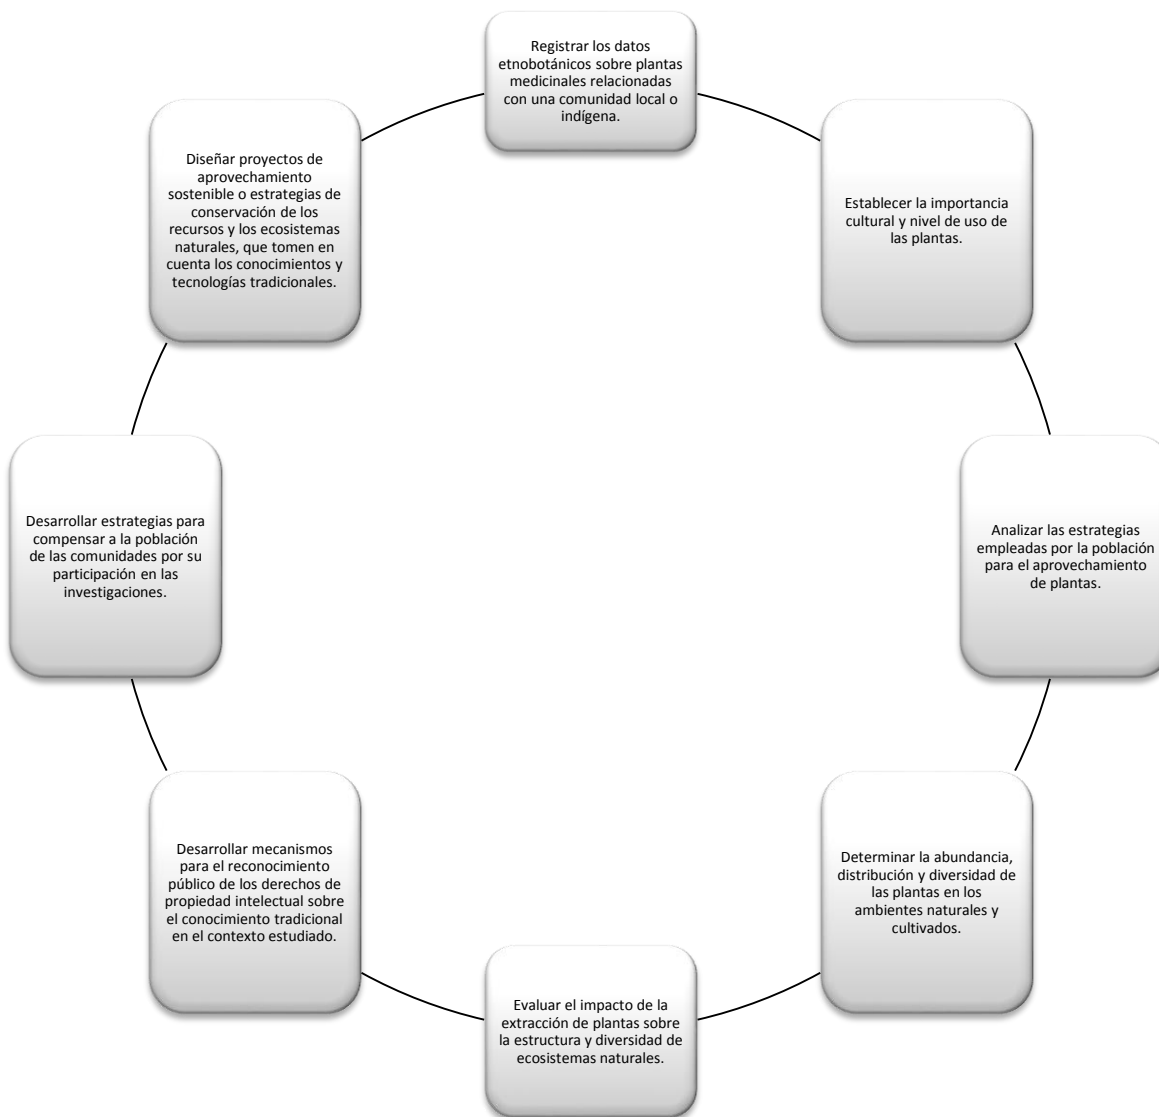 Registrar los datos
etnobotánicos sobre plantas
medicinales relacionadas
con una comunidad local o
indígena.
Establecer la importancia
cultural y nivel de uso de
las plantas.
Analizar las estrategias
empleadas por la población
para el aprovechamiento
de plantas.
Determinar la abundancia,
distribución y diversidad de
las plantas en los
ambientes naturales y
cultivados.
Evaluar el impacto de la
extracción de plantas sobre
la estructura y diversidad de
ecosistemas naturales.
Desarrollar mecanismos
para el reconocimiento
público de los derechos de
propiedad intelectual sobre
el conocimiento tradicional
en el contexto estudiado.
Desarrollar estrategias para
compensar a la población
de las comunidades por su
participación en las
investigaciones.
Diseñar proyectos de
aprovechamiento
sostenible o estrategias de
conservación de los
recursos y los ecosistemas
naturales, que tomen en
cuenta los conocimientos y
tecnologías tradicionales.